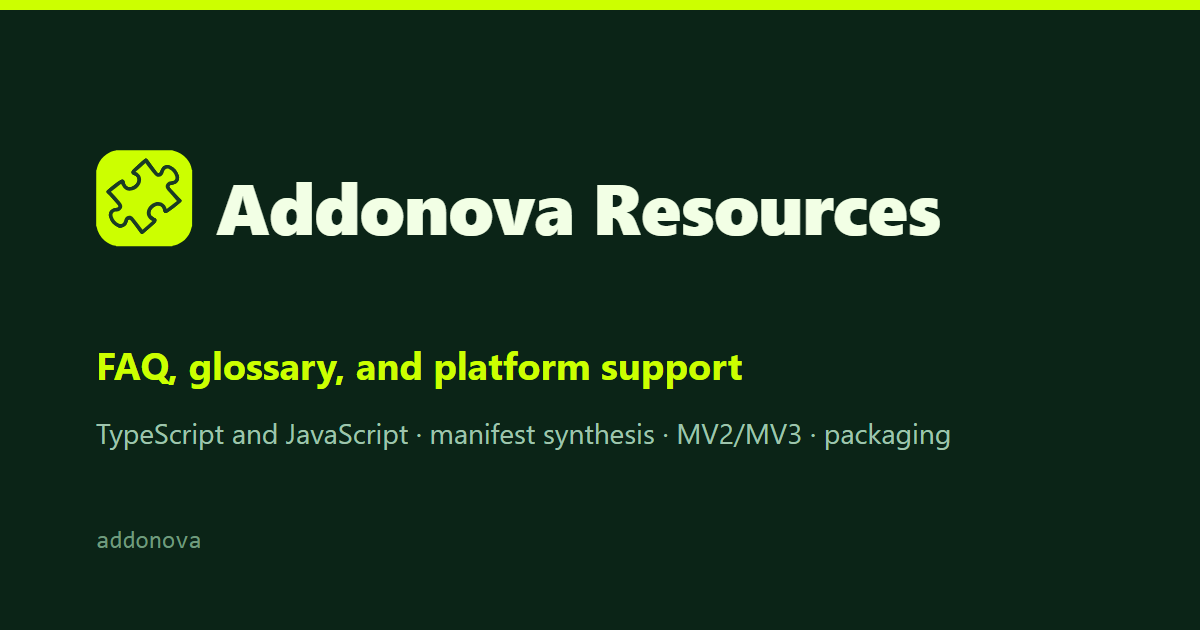 Addonova Resources
FAQ, glossary, and platform support
TypeScript and JavaScript · manifest synthesis · MV2/MV3 · packaging
addonova